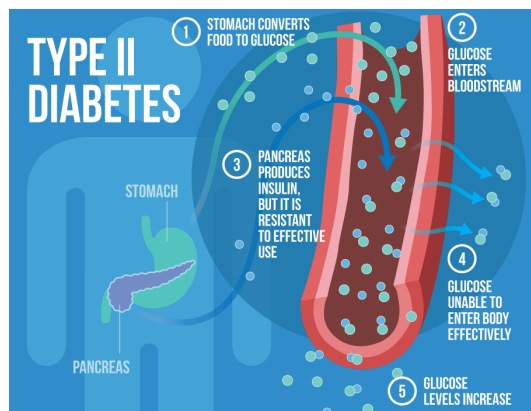 TYPE II
DIABETES
1
STOMACH CONVERTS
FOOD TO GLUCOSE
2
GLUCOSE
ENTERS
BLOODSTREAM
3
PANCREAS
PRODUCES
INSULIN,
BUT IT IS
RESISTANT
TO EFFECTIVE
USE
STOMACH
PANCREAS
4
GLUCOSE
UNABLE TO
ENTER BODY
EFFECTIVELY
5
GLUCOSE
LEVELS INCREASE